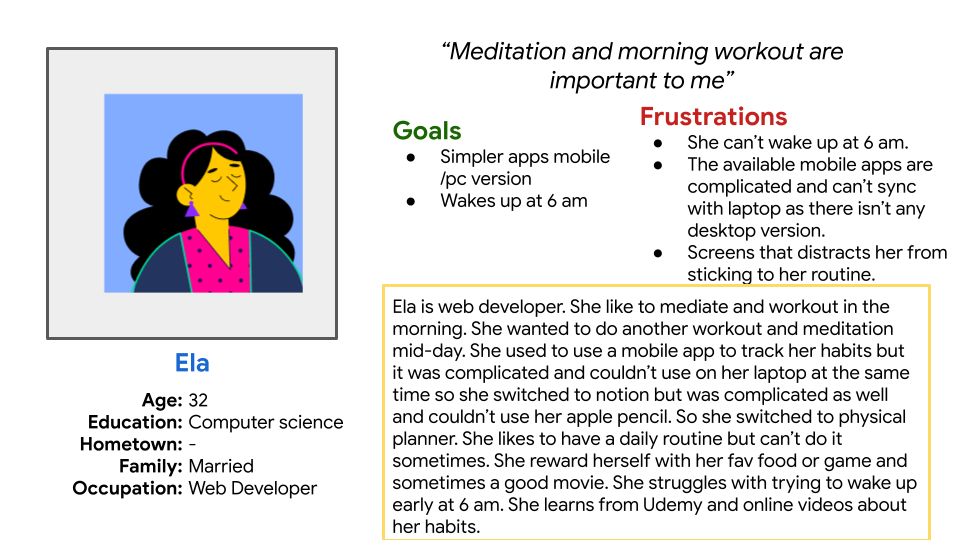 “Meditation and morning workout are
important to me”
Goals
● Simpler apps mobile
/pc version
● Wakes up at 6 am
Frustrations
● She can’t wake up at 6 am.
● The available mobile apps are
complicated and can’t sync
with laptop as there isn’t any
desktop version.
● Screens that distracts her from
sticking to her routine.
Ela
Age: 32
Education: Computer science
Hometown: -
Family: Married
Occupation: Web Developer
Ela is web developer. She like to mediate and workout in the
morning. She wanted to do another workout and meditation
mid-day. She used to use a mobile app to track her habits but
it was complicated and couldn’t use on her laptop at the same
time so she switched to notion but was complicated as well
and couldn’t use her apple pencil. So she switched to physical
planner. She likes to have a daily routine but can’t do it
sometimes. She reward herself with her fav food or game and
sometimes a good movie. She struggles with trying to wake up
early at 6 am. She learns from Udemy and online videos about
her habits.